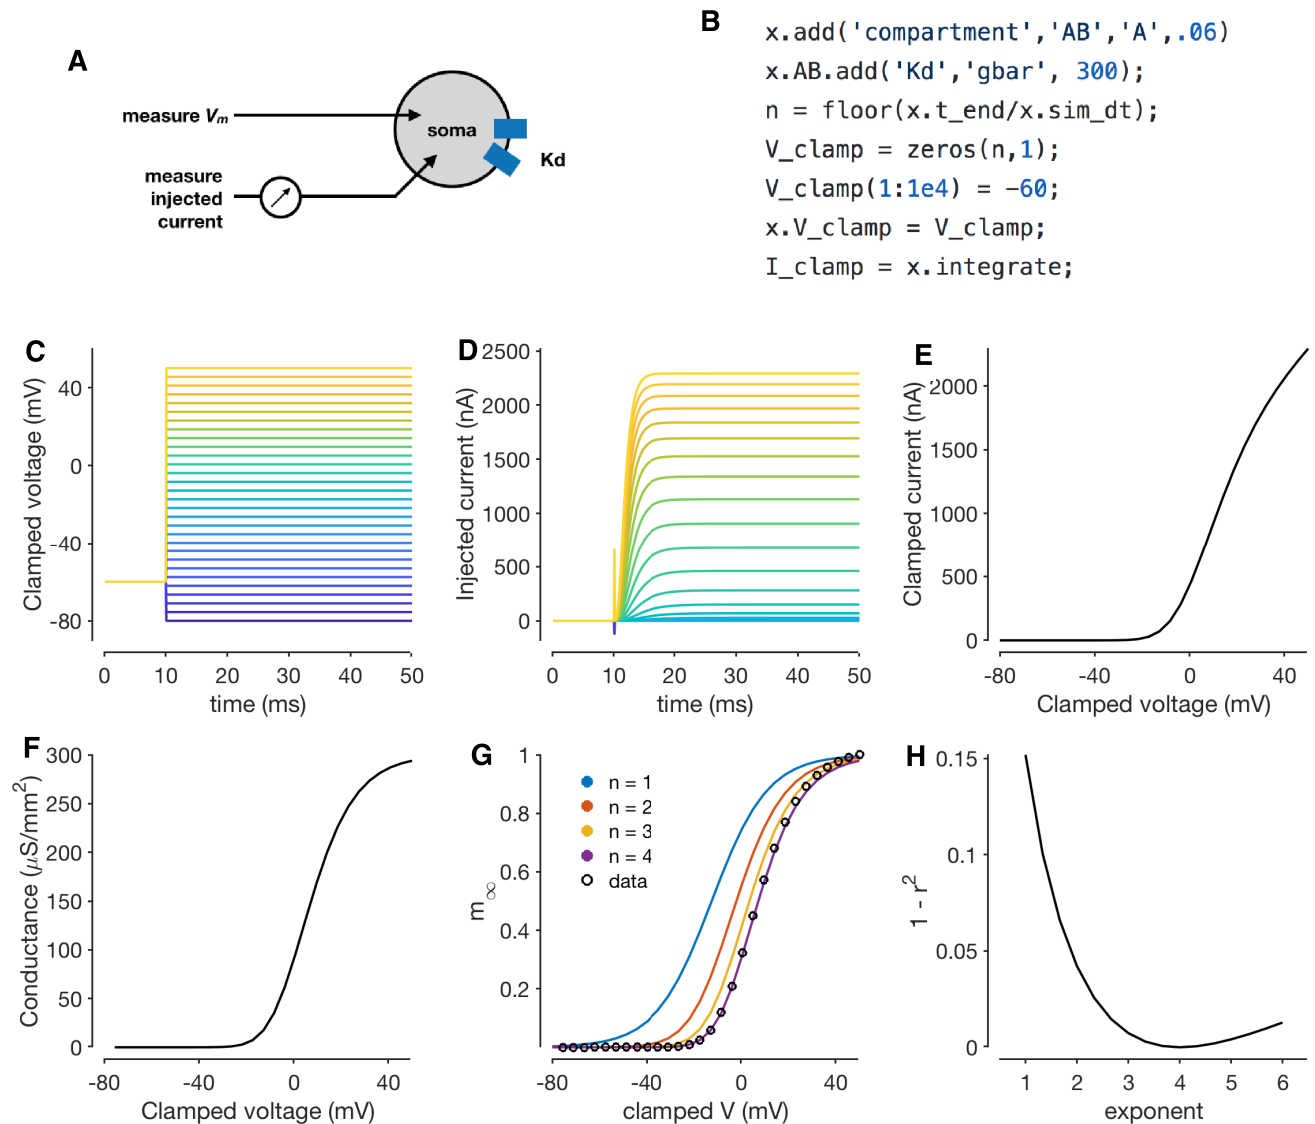 A
measure Vm
measure
injected
current
soma
Kd
B
x.add('compartment','AB','A',.06)
x.AB.add('Kd','gbar', 300);
n = floor(x.t_end/x.sim_dt);
V_clamp = zeros(n,1);
V_clamp(1:1e4) = -60;
x.V_clamp = V_clamp;
I_clamp = x.integrate;
C
Clamped voltage (mV)
40
0
-40
-80
0 10 20 30 40 50
time (ms)
D
Injected current (nA)
2500
2000
1500
1000
500
0
0 10 20 30 40 50
time (ms)
E
Clamped current (nA)
2000
1500
1000
500
0
-80 -40 0 40
Clamped voltage (mV)
F
Conductance (μS/mm²)
300
250
200
150
100
50
0
-80 -40 0 40
Clamped voltage (mV)
G
m∞
1
0.8
0.6
0.4
0.2
n = 1
n = 2
n = 3
n = 4
data
-80 -40 0 40
clamped V (mV)
H
1 - r²
0.15
0.1
0.05
0
1 2 3 4 5 6
exponent